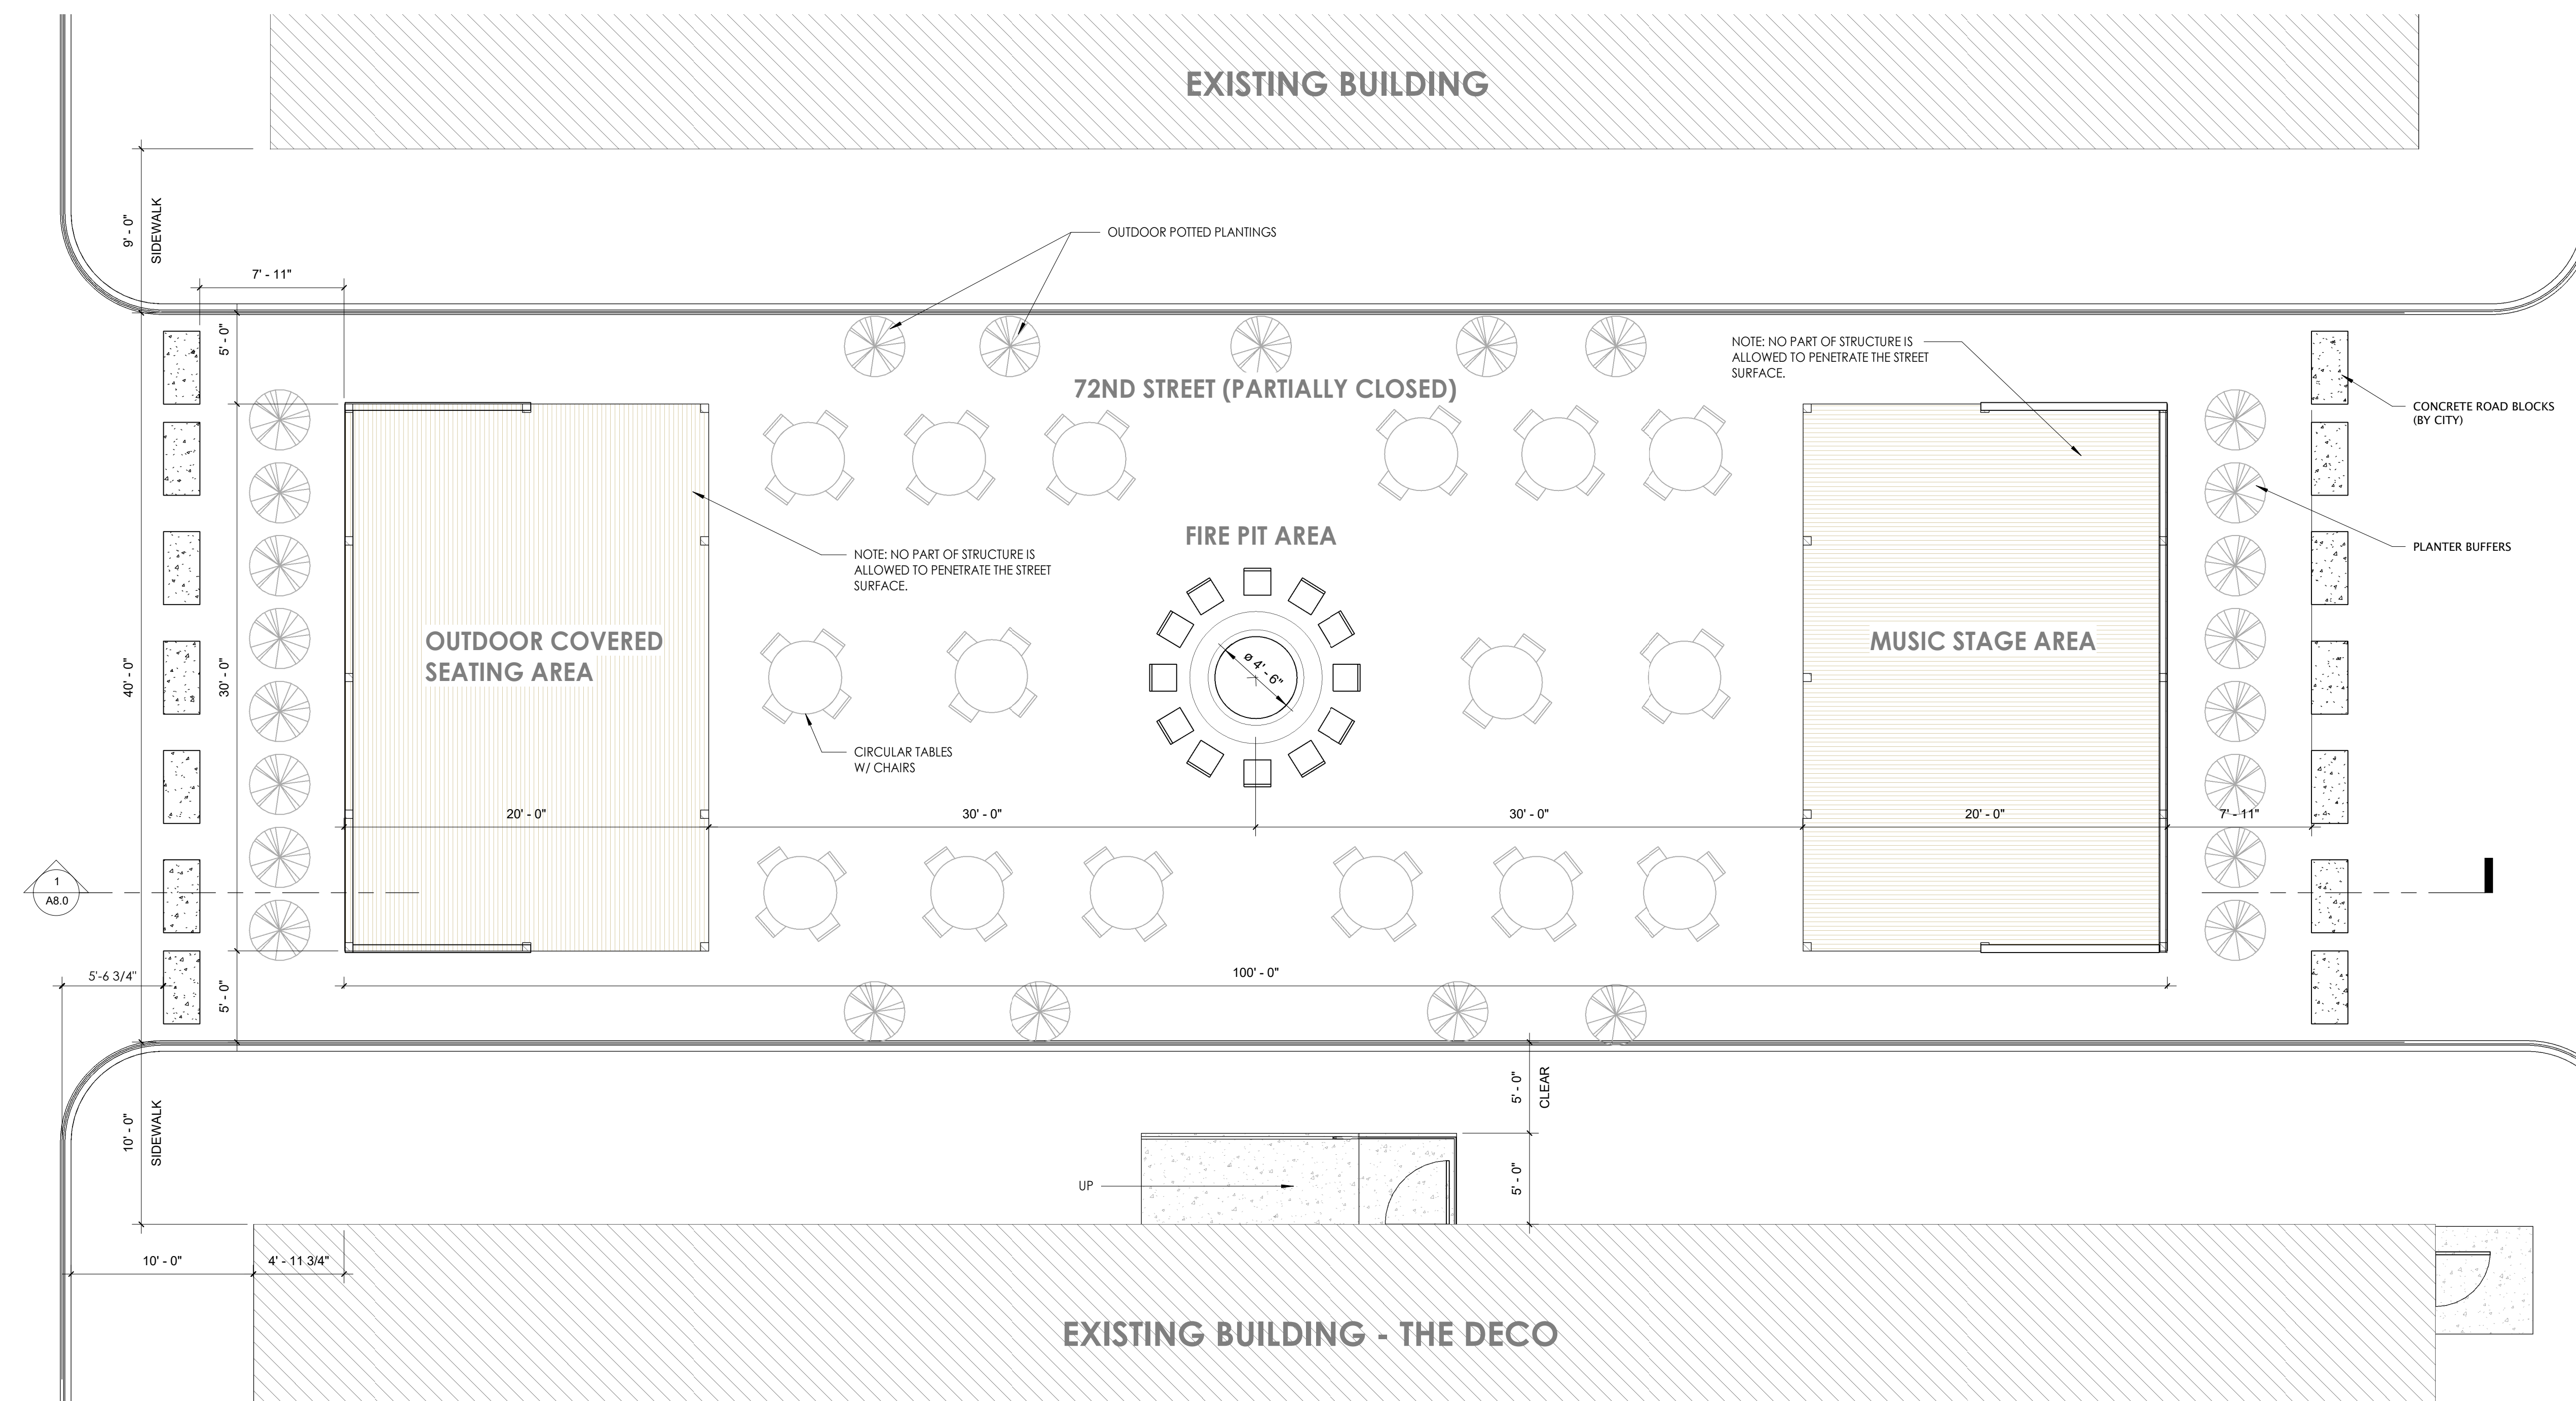 EXISTING BUILDING
9' - 0"
SIDEWALK
OUTDOOR POTTED PLANTINGS
7' - 11"
5' - 0"
NOTE: NO PART OF STRUCTURE IS
ALLOWED TO PENETRATE THE STREET
SURFACE.
72ND STREET (PARTIALLY CLOSED)
CONCRETE ROAD BLOCKS
(BY CITY)
FIRE PIT AREA
PLANTER BUFFERS
NOTE: NO PART OF STRUCTURE IS
ALLOWED TO PENETRATE THE STREET
SURFACE.
OUTDOOR COVERED
SEATING AREA
MUSIC STAGE AREA
40' - 0"
30' - 0"
ø 4' - 6"
CIRCULAR TABLES
W/ CHAIRS
20' - 0"
30' - 0"
30' - 0"
20' - 0"
7' - 11"
1
A8.0
5'-6 3/4"
5' - 0"
100' - 0"
10' - 0"
SIDEWALK
5' - 0"
CLEAR
UP
5' - 0"
10' - 0"
4' - 11 3/4"
EXISTING BUILDING - THE DECO